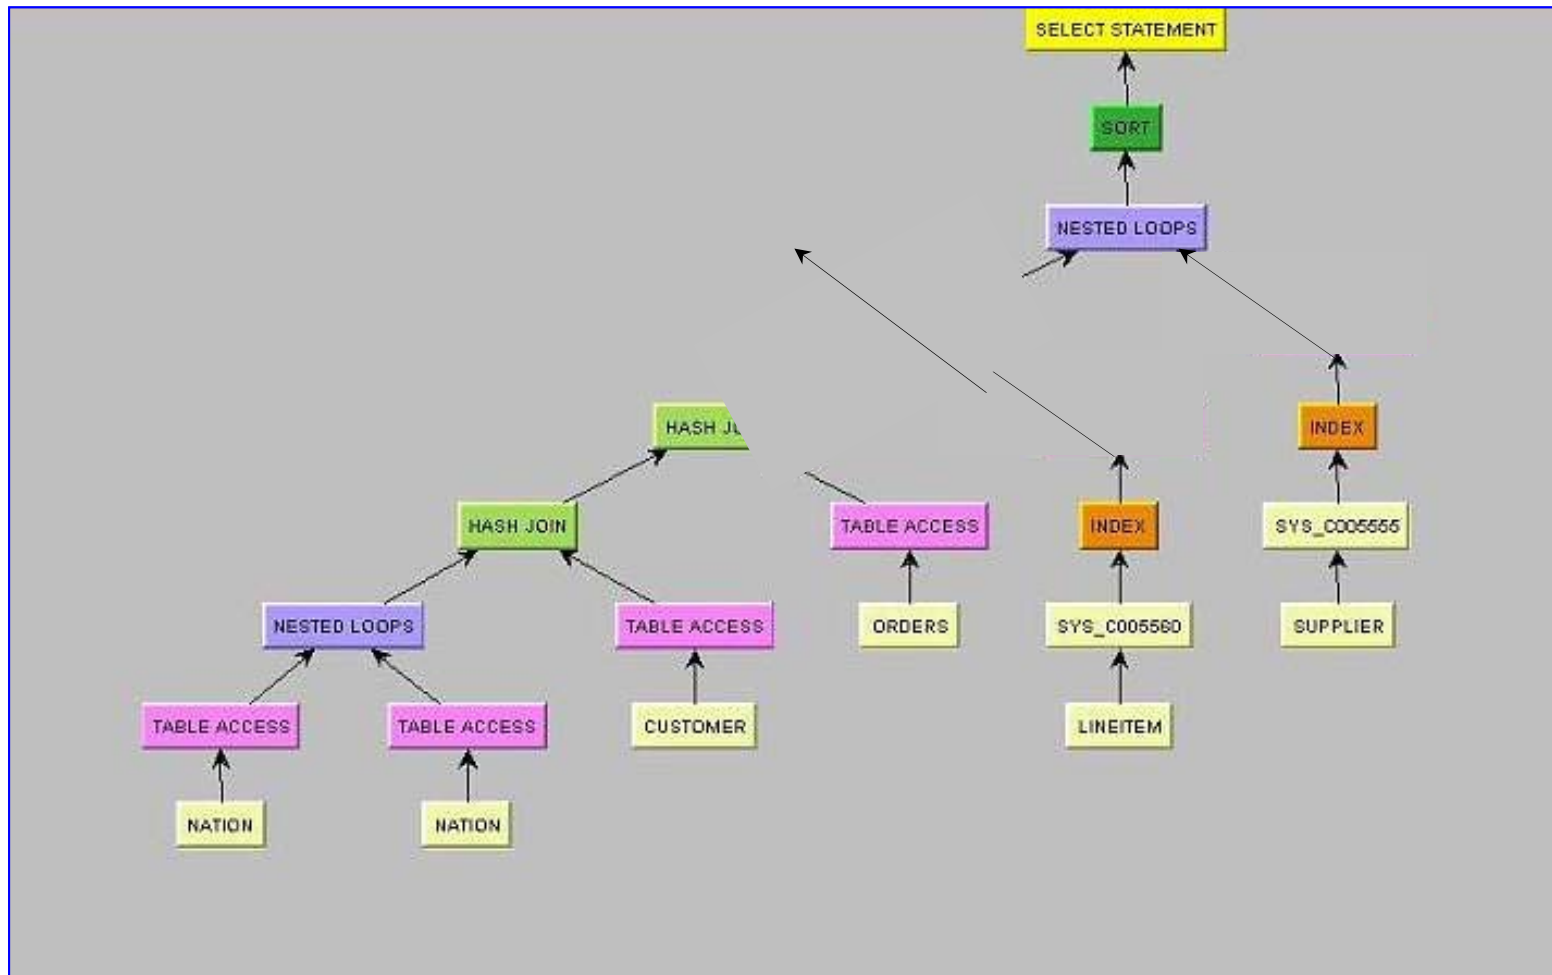 SELECT STATEMENT
SORT
NESTED LOOPS
HASH
INDEX
HASH JOIN
TABLE ACCESS
INDEX
SYS_C005555
NESTED LOOPS
TABLE ACCESS
ORDERS
SYS_C005560
SUPPLIER
TABLE ACCESS
TABLE ACCESS
CUSTOMER
LINEITEM
NATION
NATION